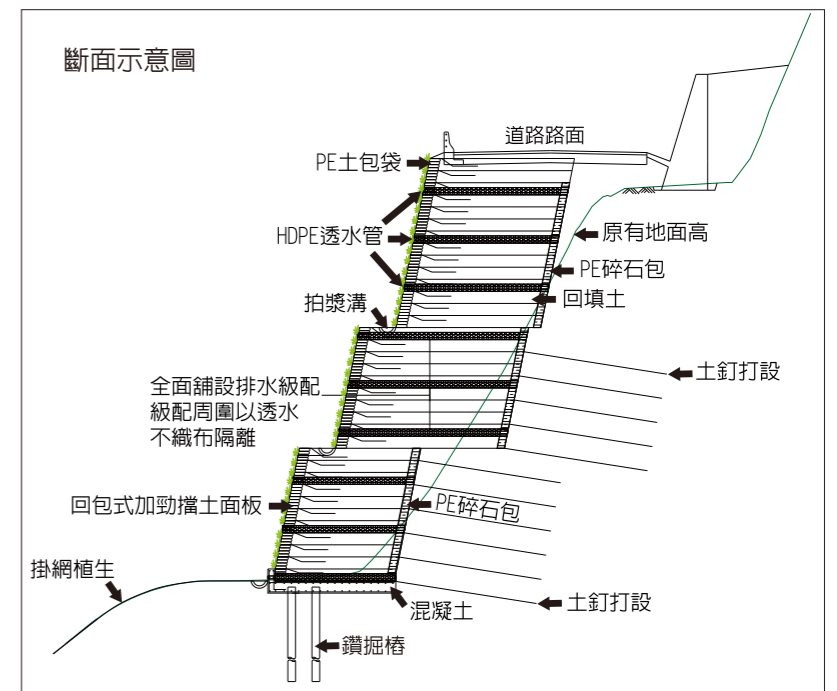 斷面示意圖
道路路面
PE土包袋
HDPE透水管
原有地面高
PE碎石包
回填土
拍漿溝
土釘打設
全面舖設排水級配
級配周圍以透水
不織布隔離
回包式加勁擋土面板
PE碎石包
掛網植生
混凝土
土釘打設
鑽掘樁